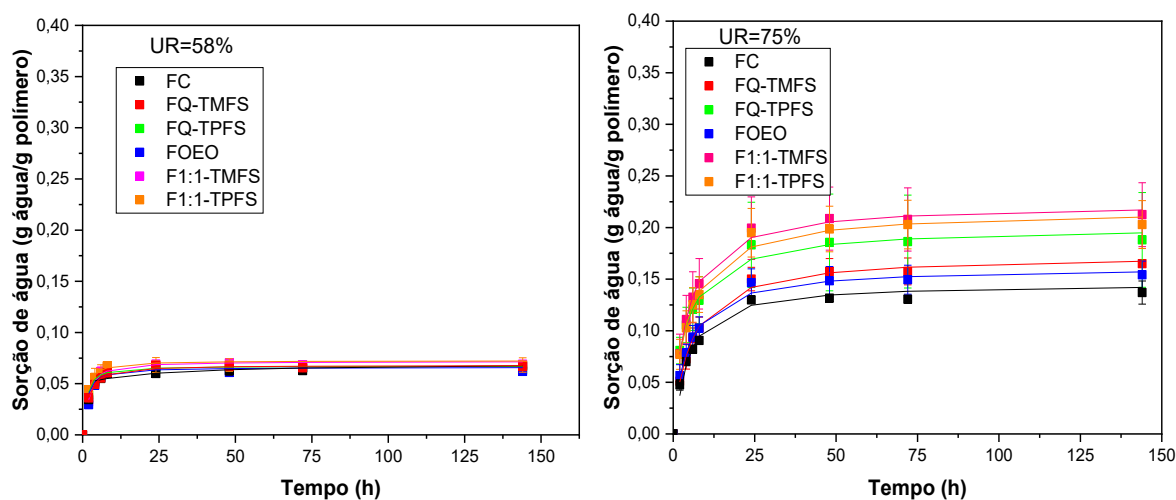 UR=58%
FC
FQ-TMFS
FQ-TPFS
FOEO
F1:1-TMFS
F1:1-TPFS
0,40
0,35
0,30
0,25
0,20
0,15
0,10
0,05
0,00
Sorção de água (g água/g polímero)
0 25 50 75 100 125 150
Tempo (h)
UR=75%
FC
FQ-TMFS
FQ-TPFS
FOEO
F1:1-TMFS
F1:1-TPFS
0,40
0,35
0,30
0,25
0,20
0,15
0,10
0,05
0,00
Sorção de água (g água/g polímero)
0 25 50 75 100 125 150
Tempo (h)